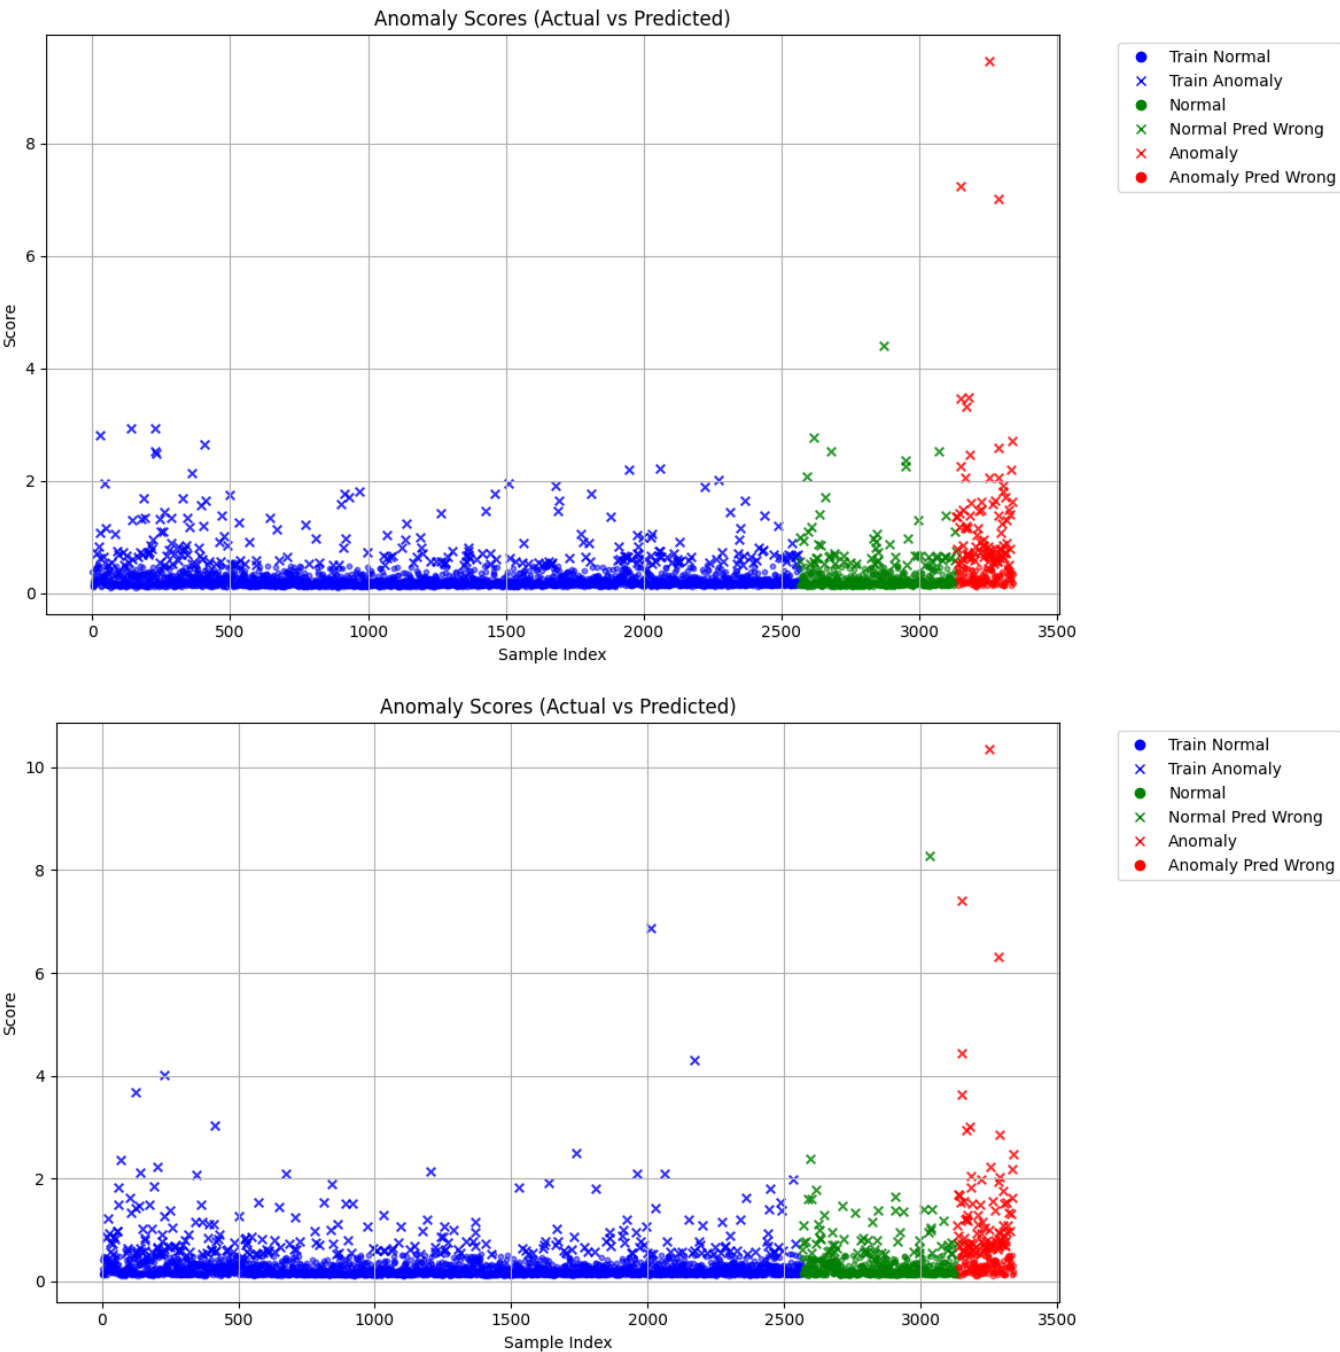 Anomaly Scores (Actual vs Predicted)
Score
8
6
4
2
0
0 500 1000 1500 2000 2500 3000 3500
Sample Index
Train Normal
Train Anomaly
Normal
Normal Pred Wrong
Anomaly
Anomaly Pred Wrong
Anomaly Scores (Actual vs Predicted)
Score
10
8
6
4
2
0
0 500 1000 1500 2000 2500 3000 3500
Sample Index
Train Normal
Train Anomaly
Normal
Normal Pred Wrong
Anomaly
Anomaly Pred Wrong